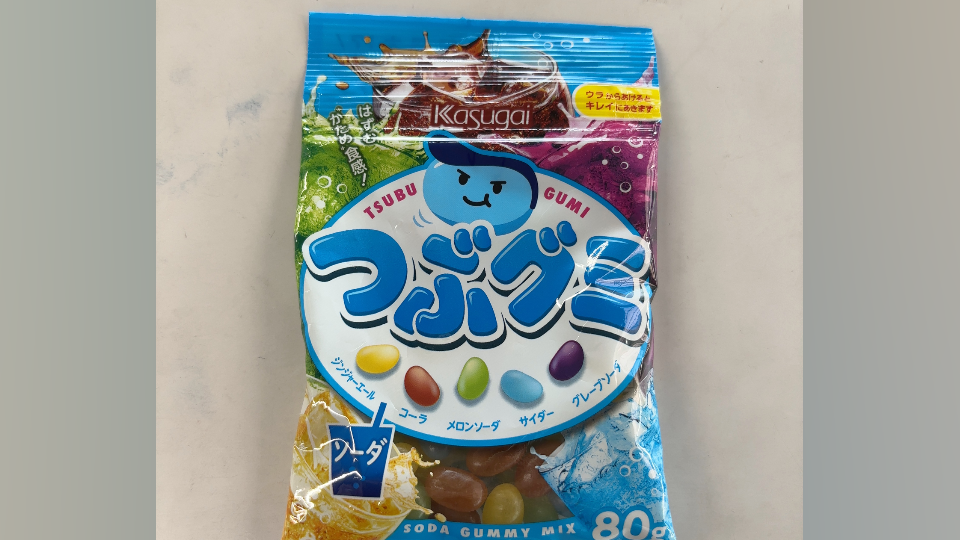 Kasugai
ウラからあけると
キレイにあきます
はずむ
かため食感!
TSUBU GUMI
つぶグミ
ジンジャーエール
コーラ
メロンソーダ
サイダー
グレープソーダ
ソーダ
SODA GUMMY MIX
80g